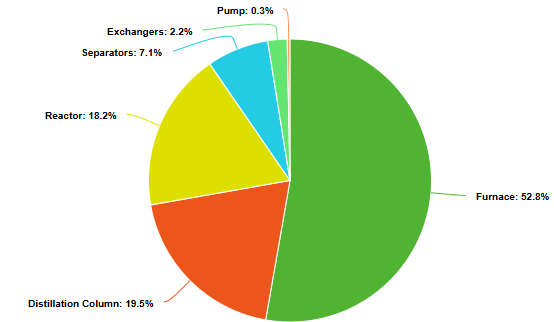 Pump: 0.3%
Exchangers: 2.2%
Separators: 7.1%
Reactor: 18.2%
Furnace: 52.8%
Distillation Column: 19.5%